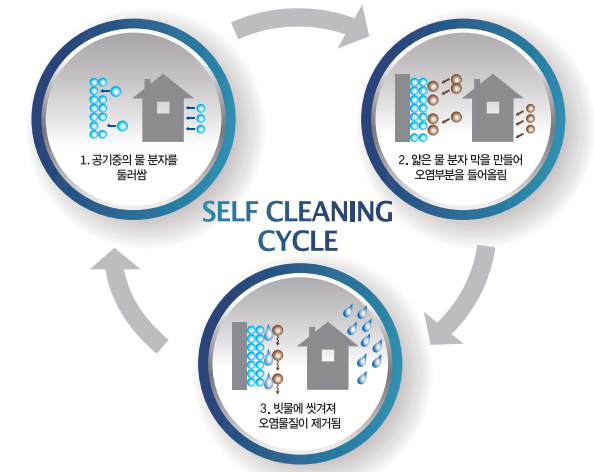 1. 공기중의 물 분자를
둘러쌈
2. 얇은 물 분자 막을 만들어
오염부분을 들어올림
SELF CLEANING
CYCLE
3. 빗물에 씻겨져
오염물질이 제거됨